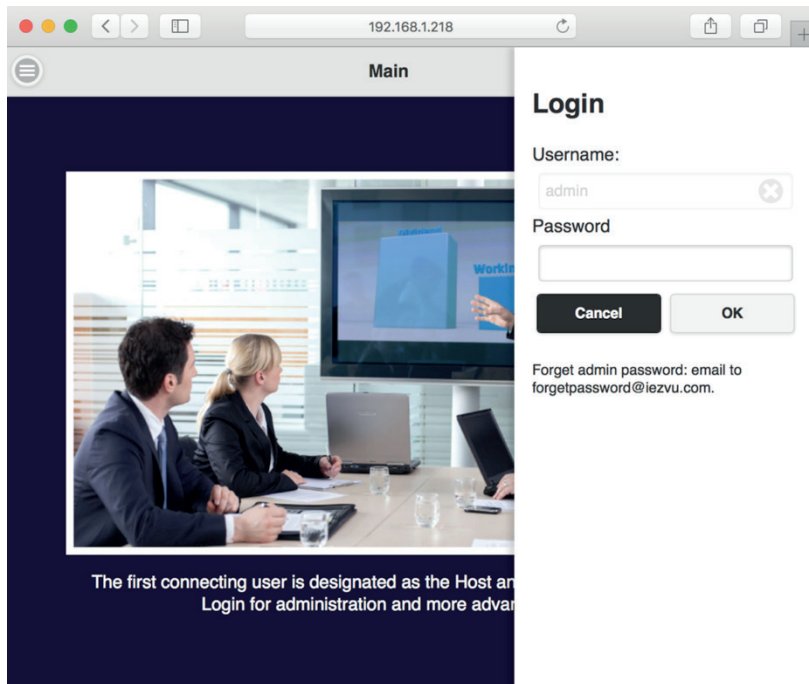 192.168.1.218
Main
Login
Username:
admin
Password
Cancel
OK
Forget admin password: email to
forgetpassword@iezvu.com.
The first connecting user is designated as the Host an
Login for administration and more advan